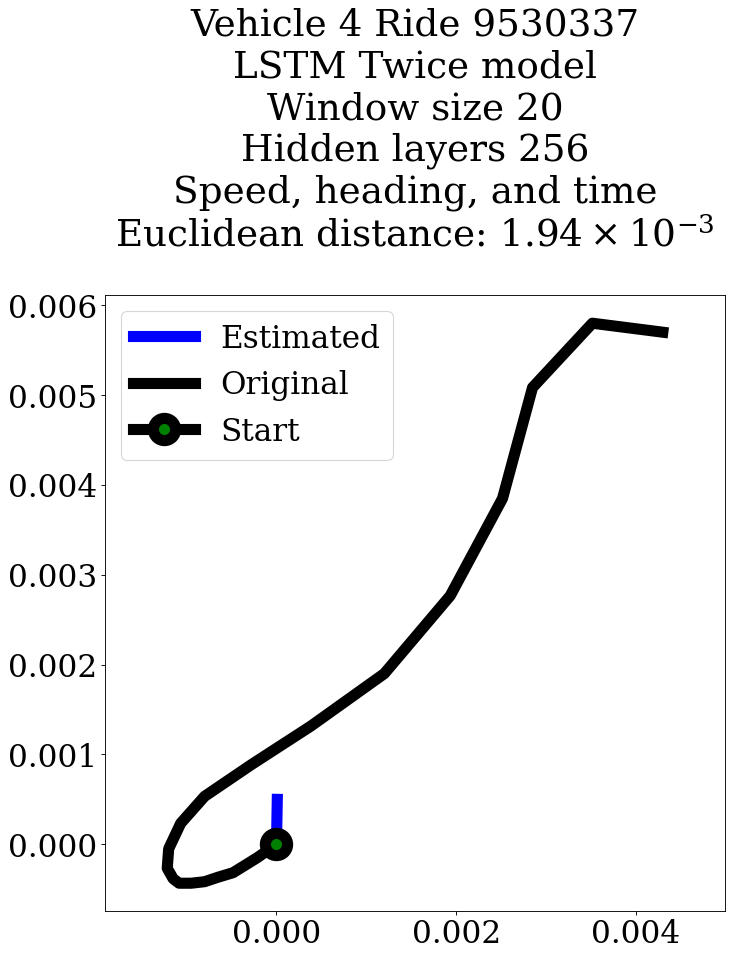 Vehicle 4 Ride 9530337
LSTM Twice model
Window size 20
Hidden layers 256
Speed, heading, and time
Euclidean distance: 1.94 × 10⁻³
Estimated
Original
Start
0.006
0.005
0.004
0.003
0.002
0.001
0.000
0.000 0.002 0.004